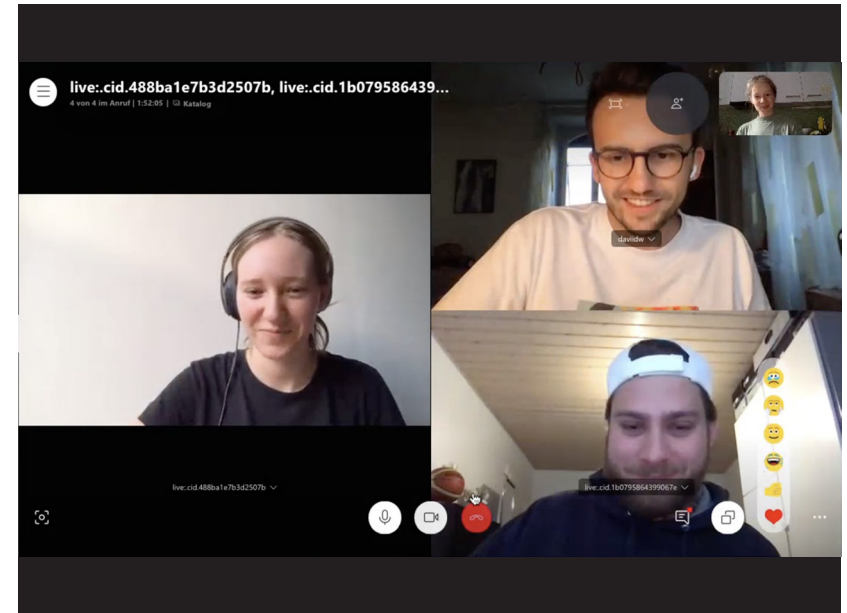 live:.cid.488ba1e7b3d2507b, live:.cid.1b079586439...
4 von 4 im Anruf | 1:52:05 | Katalog
daviidw
live:.cid.488ba1e7b3d2507b
live:.cid.1b0795864399067e